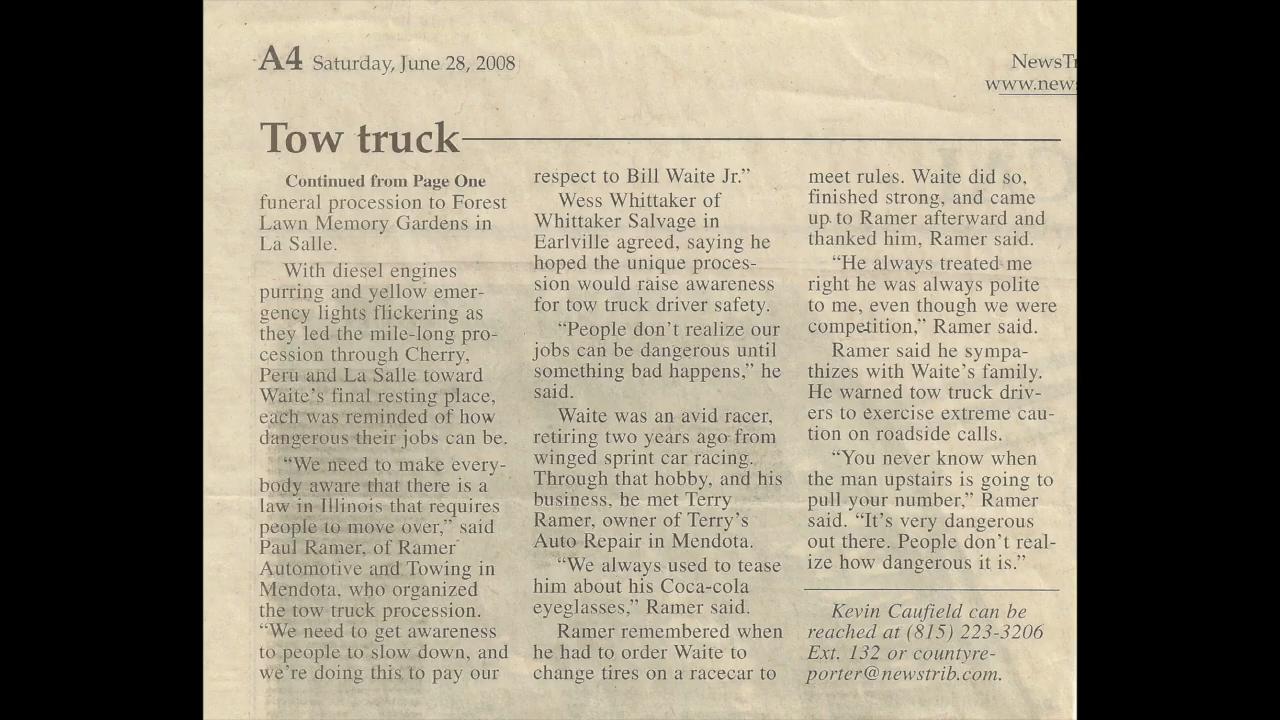 A4 Saturday, June 28, 2008
NewsTr
www.news
Tow truck
Continued from Page One
funeral procession to Forest
Lawn Memory Gardens in
La Salle.
With diesel engines
purring and yellow emer-
gency lights flickering as
they led the mile-long pro-
cession through Cherry,
Peru and La Salle toward
Waite's final resting place,
each was reminded of how
dangerous their jobs can be.
“We need to make every-
body aware that there is a
law in Illinois that requires
people to move over,” said
Paul Ramer, of Ramer
Automotive and Towing in
Mendota, who organized
the tow truck procession.
“We need to get awareness
to people to slow down, and
we're doing this to pay our
respect to Bill Waite Jr.”
Wess Whittaker of
Whittaker Salvage in
Earlville agreed, saying he
hoped the unique proces-
sion would raise awareness
for tow truck driver safety.
“People don't realize our
jobs can be dangerous until
something bad happens,” he
said.
Waite was an avid racer,
retiring two years ago from
winged sprint car racing.
Through that hobby, and his
business, he met Terry
Ramer, owner of Terry's
Auto Repair in Mendota.
“We always used to tease
him about his Coca-cola
eyeglasses,” Ramer said.
Ramer remembered when
he had to order Waite to
change tires on a racecar to
meet rules. Waite did so,
finished strong, and came
up to Ramer afterward and
thanked him, Ramer said.
“He always treated me
right he was always polite
to me, even though we were
competition,” Ramer said.
Ramer said he sympa-
thizes with Waite's family.
He warned tow truck driv-
ers to exercise extreme cau-
tion on roadside calls.
“You never know when
the man upstairs is going to
pull your number,” Ramer
said. “It's very dangerous
out there. People don't real-
ize how dangerous it is.”
Kevin Caufield can be
reached at (815) 223-3206
Ext. 132 or countyre-
porter@newstrib.com.